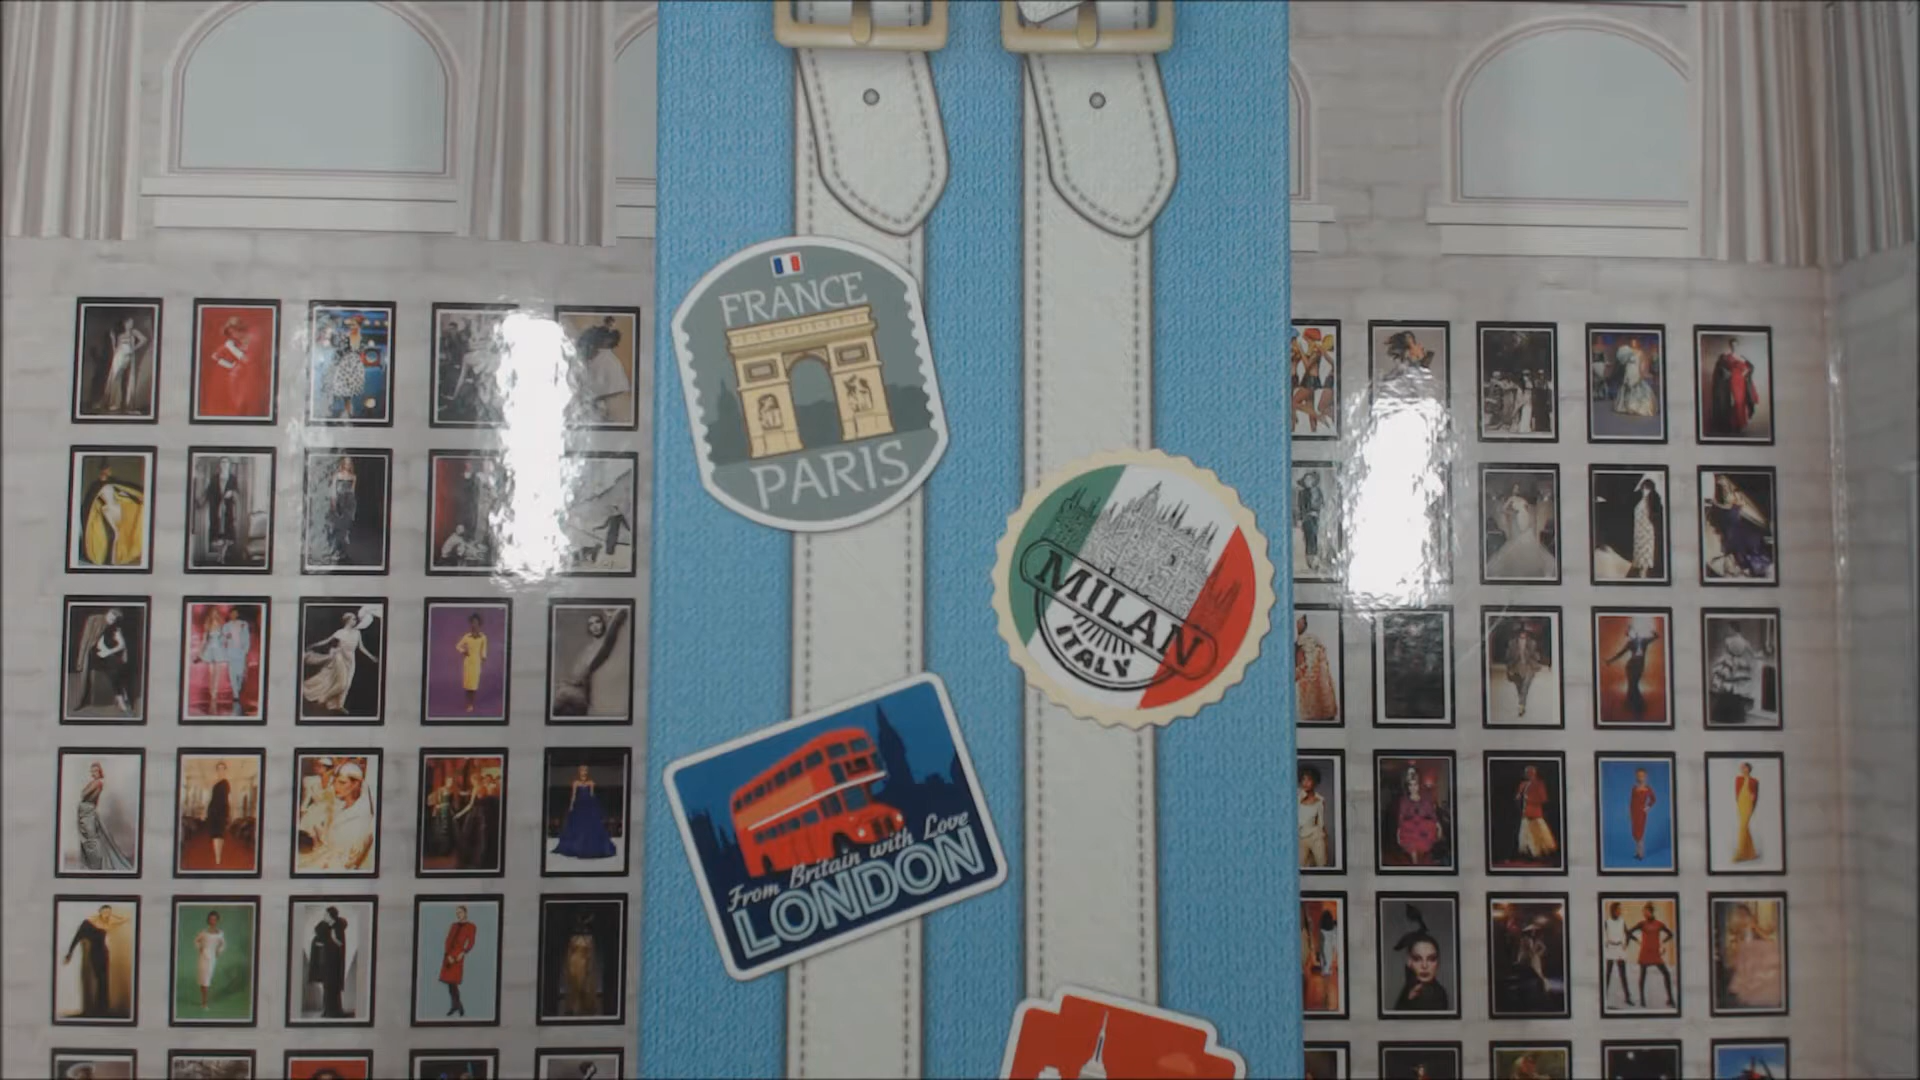 FRANCE
PARIS
MILAN
ITALY
From Britain with Love
LONDON